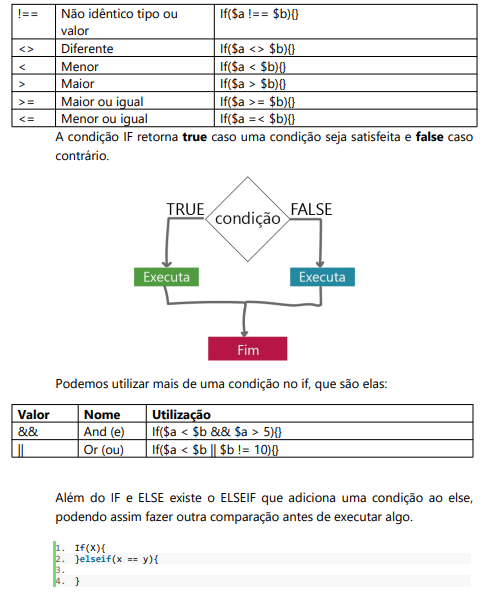 !== Não idêntico tipo ou If($a !== $b){}
valor
<> Diferente If($a <> $b){}
< Menor If($a < $b){}
> Maior If($a > $b){}
>= Maior ou igual If($a >= $b){}
<= Menor ou igual If($a =< $b){}
A condição IF retorna true caso uma condição seja satisfeita e false caso
contrário.
TRUE condição FALSE
Executa Executa
Fim
Podemos utilizar mais de uma condição no if, que são elas:
Valor Nome Utilização
&& And (e) If($a < $b && $a > 5){}
|| Or (ou) If($a < $b || $b != 10){}
Além do IF e ELSE existe o ELSEIF que adiciona uma condição ao else,
podendo assim fazer outra comparação antes de executar algo.
1. If(X){
2. }elseif(x == y){
3.
4. }